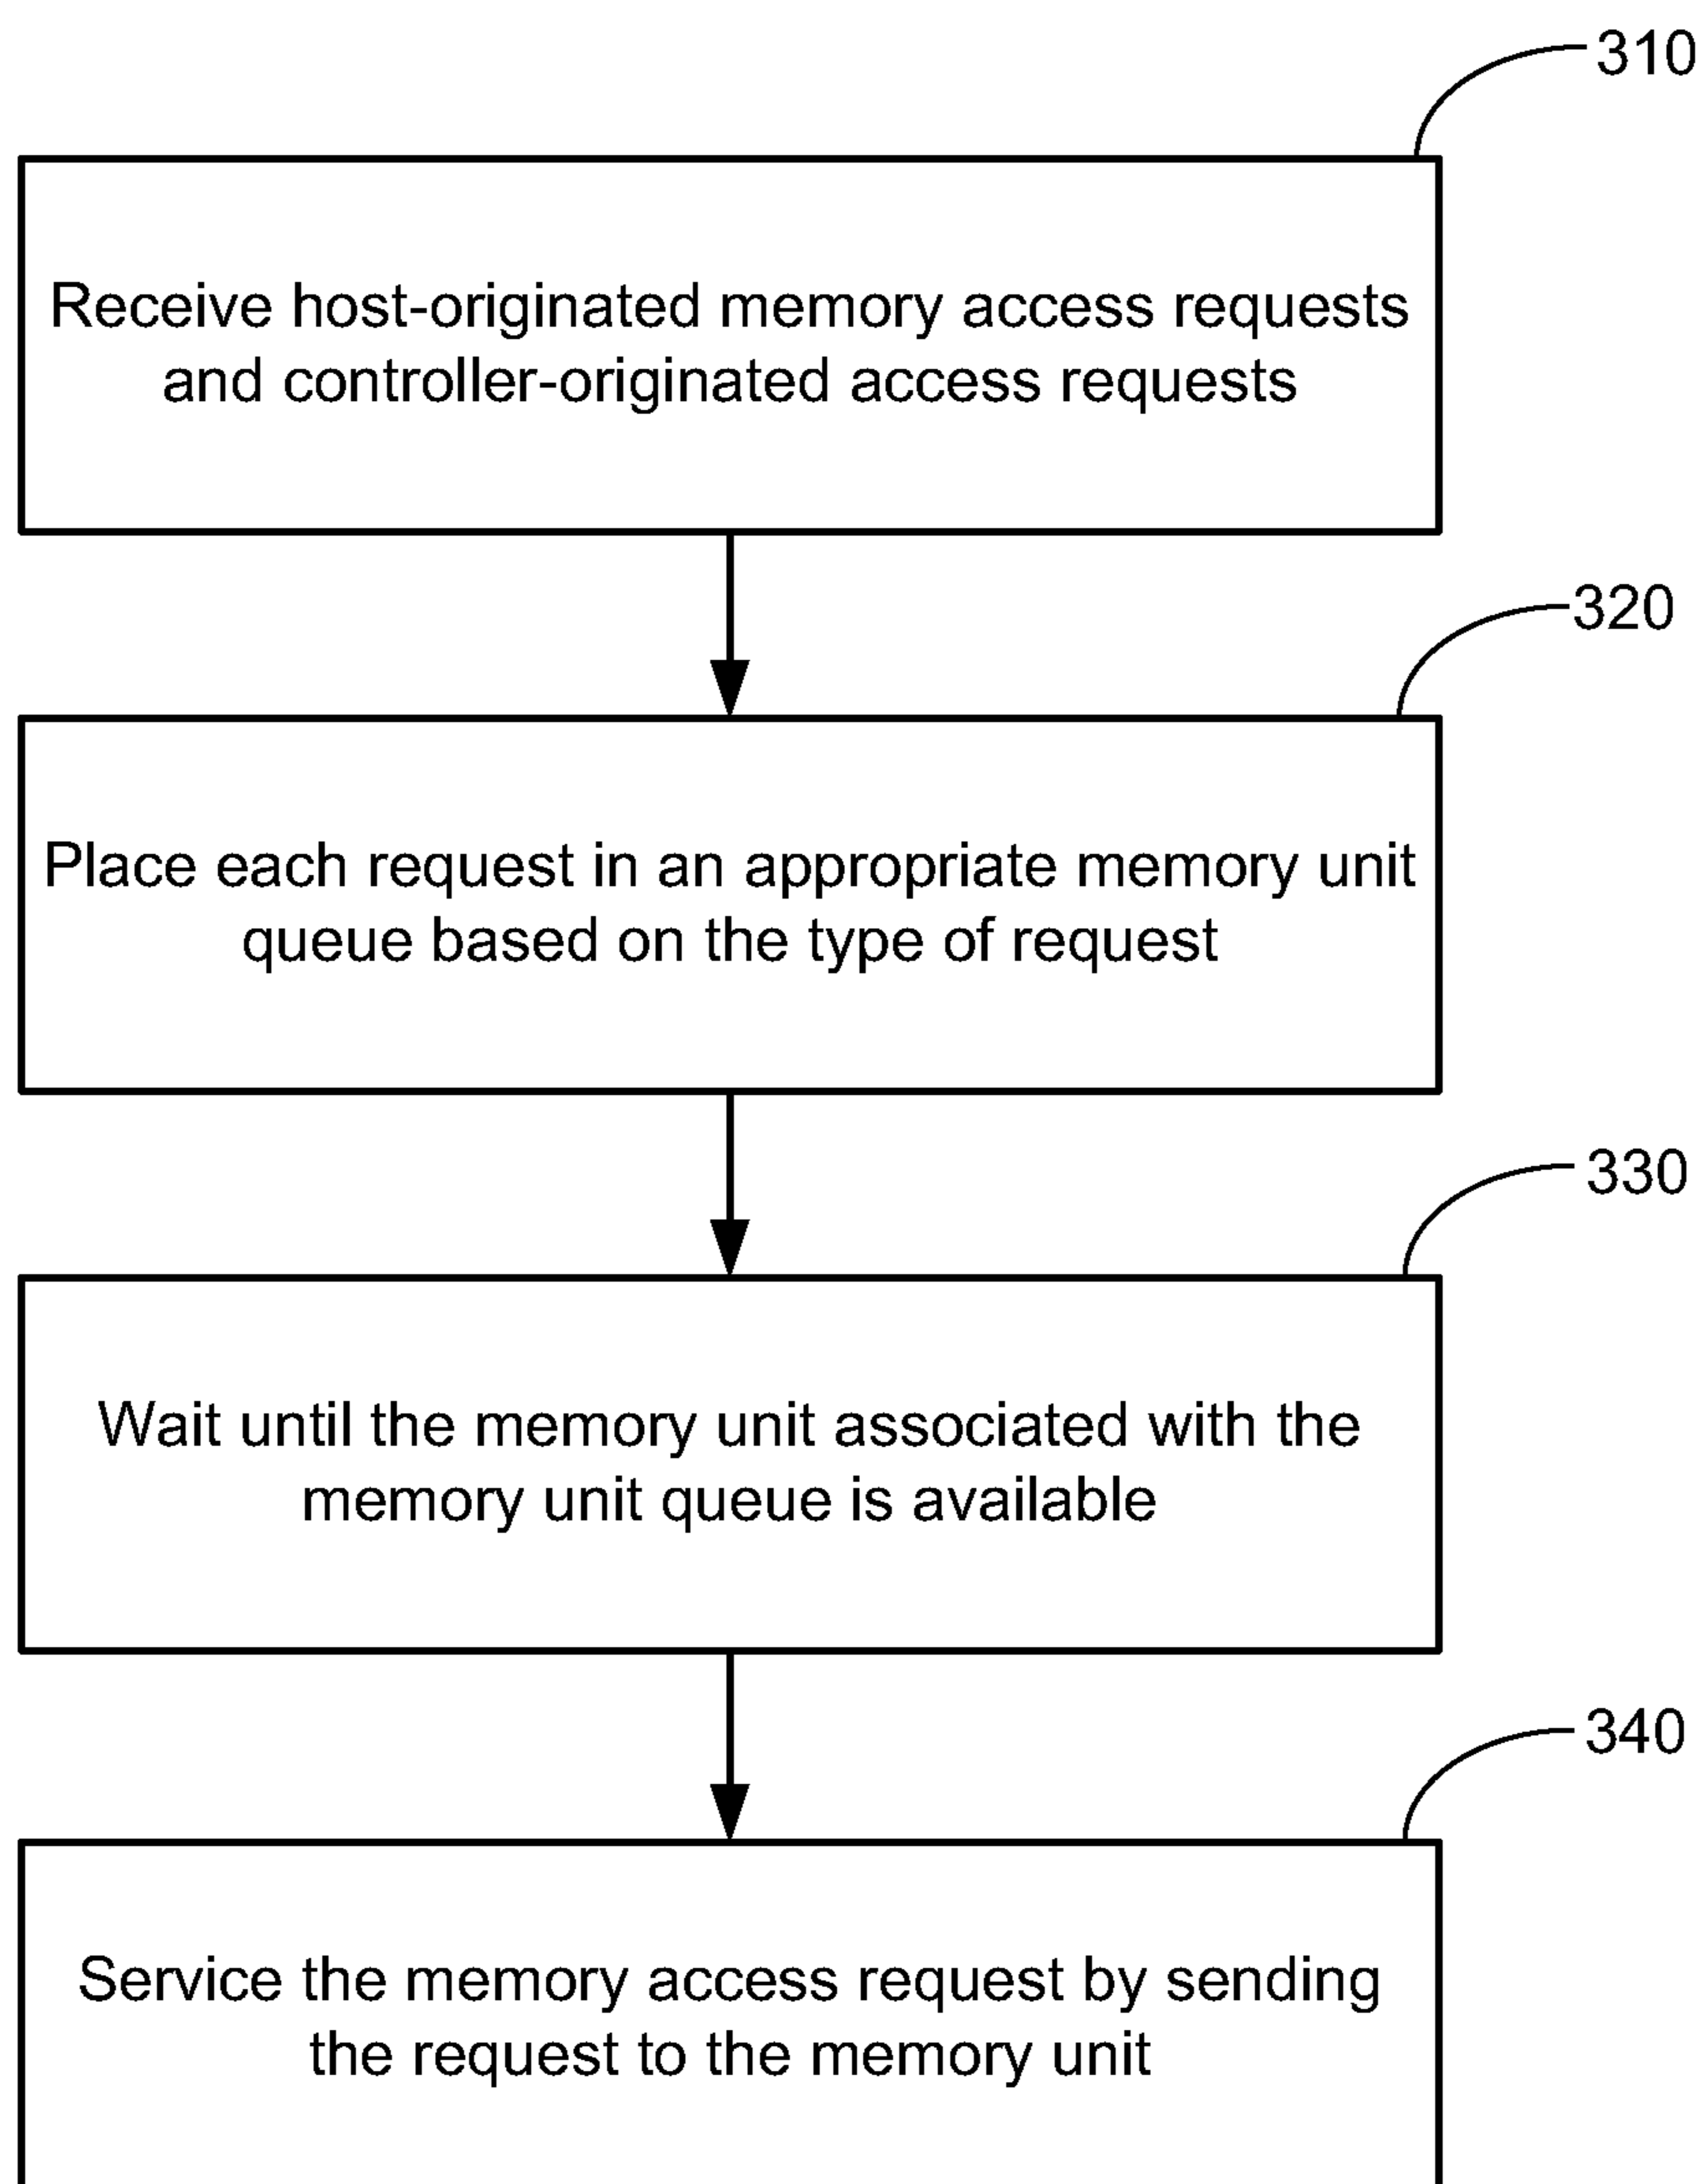 310
Receive host-originated memory access requests
and controller-originated access requests
320
Place each request in an appropriate memory unit
queue based on the type of request
330
Wait until the memory unit associated with the
memory unit queue is available
340
Service the memory access request by sending
the request to the memory unit